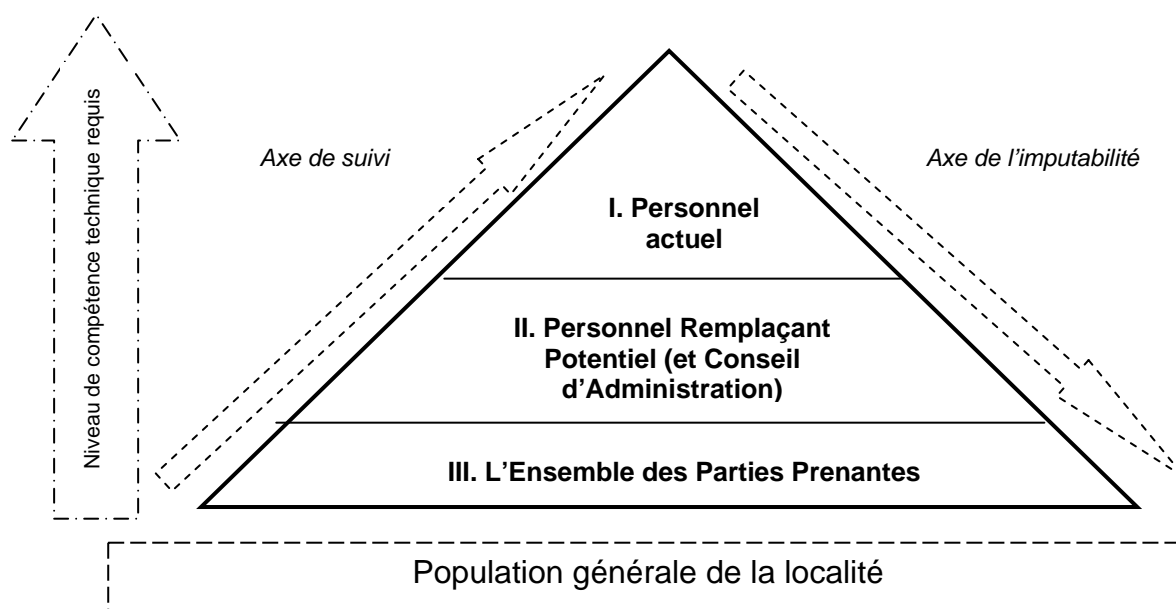 Niveau de compétence technique requis
Axe de suivi
Axe de l’imputabilité
I. Personnel
actuel
II. Personnel Remplaçant
Potentiel (et Conseil
d’Administration)
III. L’Ensemble des Parties Prenantes
Population générale de la localité